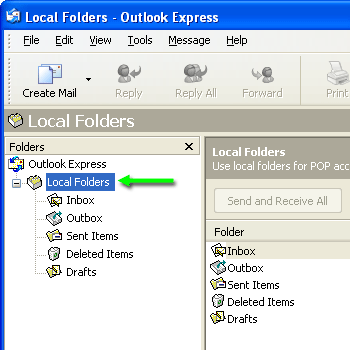 Local Folders - Outlook Express
File Edit View Tools Message Help
Create Mail Reply Reply All Forward Print
Local Folders
Folders
Outlook Express
Local Folders
Inbox
Outbox
Sent Items
Deleted Items
Drafts
Local Folders
Use local folders for POP acc
Send and Receive All
Folder
Inbox
Outbox
Sent Items
Deleted Items
Drafts